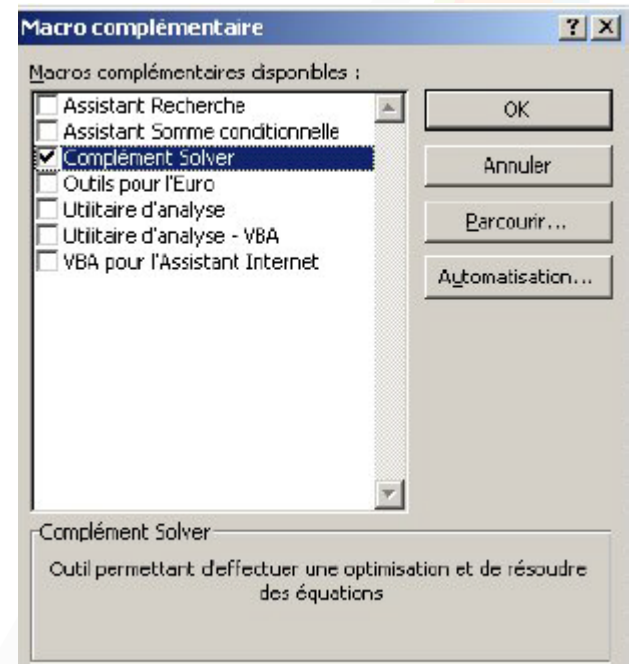 Macro complémentaire
Macros complémentaires disponibles :
Assistant Recherche
Assistant Somme conditionnelle
Complément Solver
Outils pour l'Euro
Utilitaire d'analyse
Utilitaire d'analyse - VBA
VBA pour l'Assistant Internet
OK
Annuler
Parcourir...
Automatisation...
Complément Solver
Outil permettant d'effectuer une optimisation et de résoudre
des équations